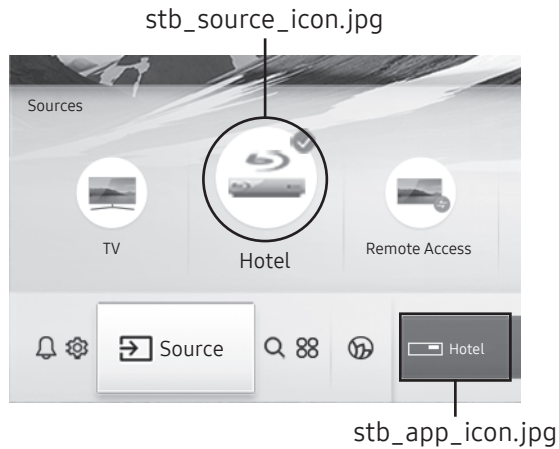 stb_source_icon.jpg
Sources
TV
Hotel
Remote Access
Source
Hotel
stb_app_icon.jpg